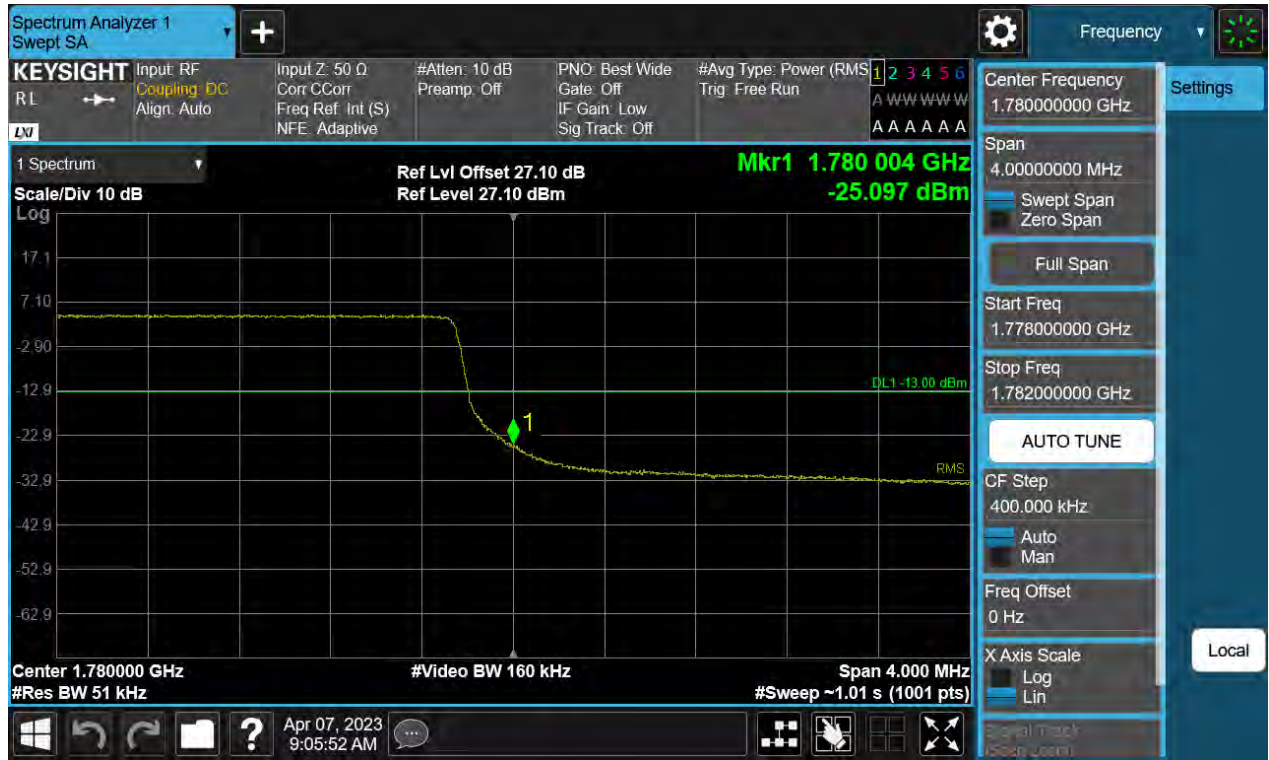 Spectrum Analyzer 1
Swept SA
Frequency
KEYSIGHT
RL
LXI
Input: RF
Coupling: DC
Align: Auto
Input Z: 50 Ω
Corr CCorr
Freq Ref: Int (S)
NFE: Adaptive
#Atten: 10 dB
Preamp: Off
PNO: Best Wide
Gate: Off
IF Gain: Low
Sig Track: Off
#Avg Type: Power (RMS
Trig: Free Run
1 2 3 4 5 6
A W W W W W
A A A A A A
1 Spectrum
Scale/Div 10 dB
Log
Ref Lvl Offset 27.10 dB
Ref Level 27.10 dBm
Mkr1 1.780 004 GHz
-25.097 dBm
17.1
7.10
-2.90
-12.9
-22.9
-32.9
-42.9
-52.9
-62.9
DL1 -13.00 dBm
1
RMS
Center 1.780000 GHz
#Video BW 160 kHz
Span 4.000 MHz
#Res BW 51 kHz
#Sweep ~1.01 s (1001 pts)
Center Frequency
1.780000000 GHz
Span
4.00000000 MHz
Swept Span
Zero Span
Full Span
Start Freq
1.778000000 GHz
Stop Freq
1.782000000 GHz
AUTO TUNE
CF Step
400.000 kHz
Auto
Man
Freq Offset
0 Hz
X Axis Scale
Log
Lin
Signal Track
(Span Zoom)
Settings
Local
?
Apr 07, 2023
9:05:52 AM